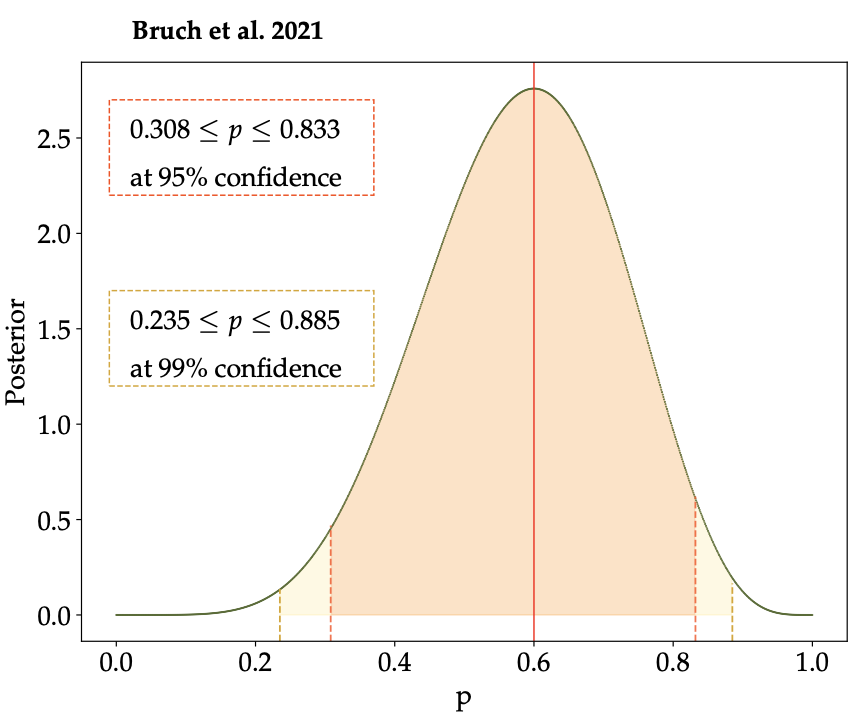 Bruch et al. 2021
0.308 ≤ p ≤ 0.833
at 95% confidence
0.235 ≤ p ≤ 0.885
at 99% confidence
Posterior
2.5
2.0
1.5
1.0
0.5
0.0
0.0 0.2 0.4 0.6 0.8 1.0
p